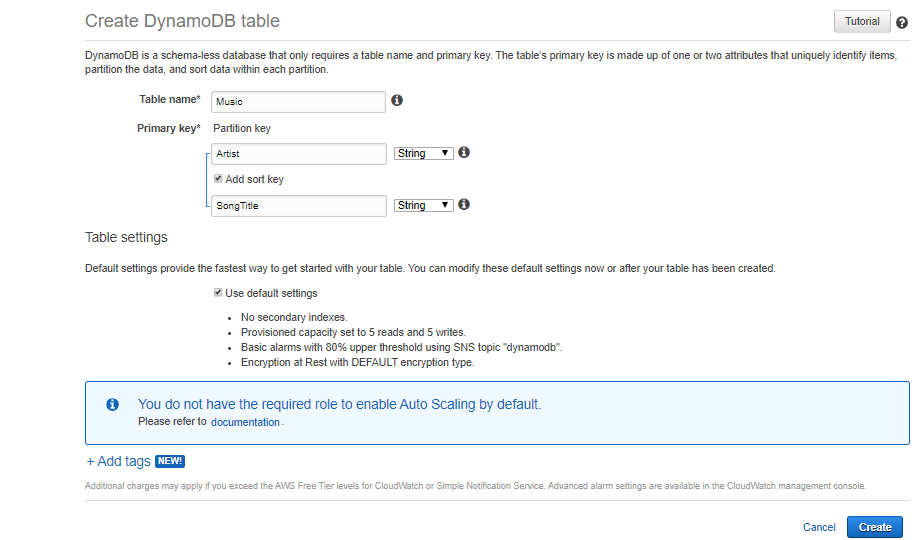 Create DynamoDB table
Tutorial
DynamoDB is a schema-less database that only requires a table name and primary key. The table's primary key is made up of one or two attributes that uniquely identify items,
partition the data, and sort data within each partition.
Table name* Music
Primary key* Partition key
Artist String
Add sort key
SongTitle String
Table settings
Default settings provide the fastest way to get started with your table. You can modify these default settings now or after your table has been created.
Use default settings
• No secondary indexes.
• Provisioned capacity set to 5 reads and 5 writes.
• Basic alarms with 80% upper threshold using SNS topic "dynamodb".
• Encryption at Rest with DEFAULT encryption type.
You do not have the required role to enable Auto Scaling by default.
Please refer to documentation.
+ Add tags NEW!
Additional charges may apply if you exceed the AWS Free Tier levels for CloudWatch or Simple Notification Service. Advanced alarm settings are available in the CloudWatch management console.
Cancel Create